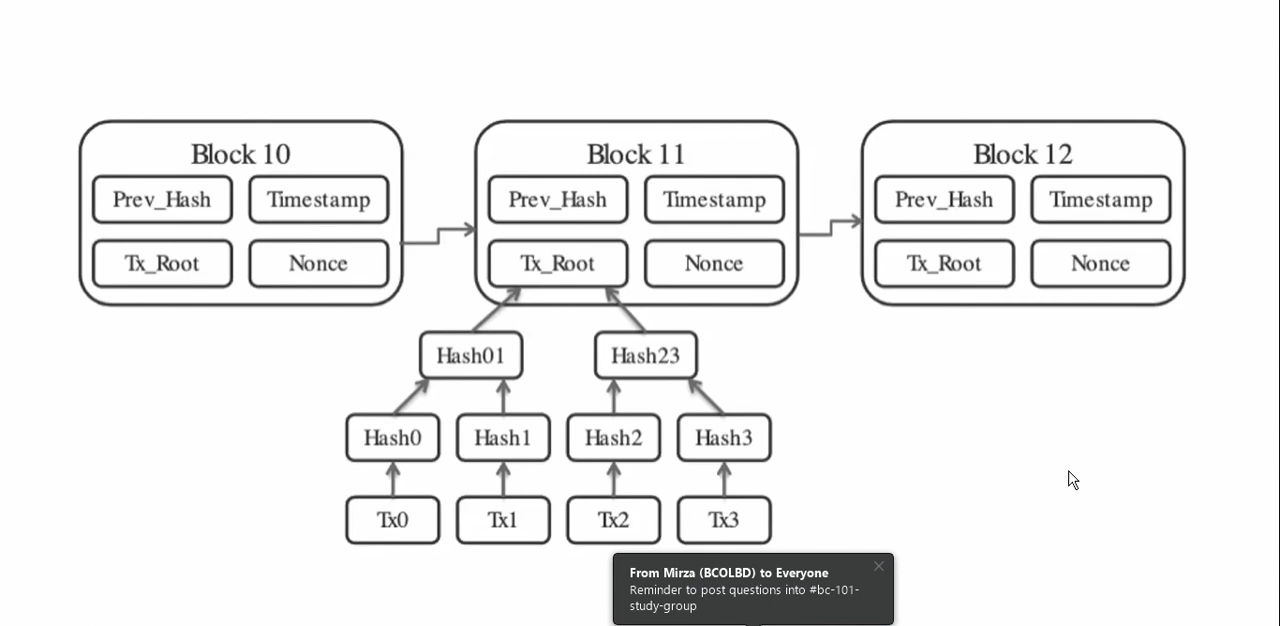 Block 10
Block 11
Block 12
Prev_Hash
Timestamp
Prev_Hash
Timestamp
Prev_Hash
Timestamp
Tx_Root
Nonce
Tx_Root
Nonce
Tx_Root
Nonce
Hash01
Hash23
Hash0
Hash1
Hash2
Hash3
Tx0
Tx1
Tx2
Tx3
From Mirza (BCOLBD) to Everyone
Reminder to post questions into #bc-101-
study-group